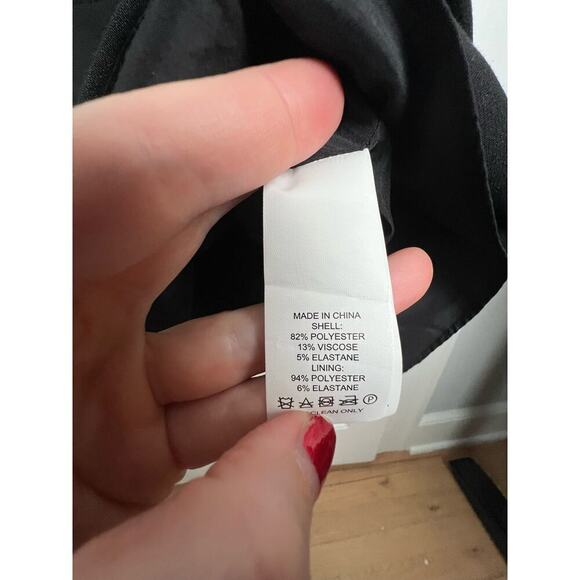 MADE IN CHINA
SHELL:
82% POLYESTER
13% VISCOSE
5% ELASTANE
LINING:
94% POLYESTER
6% ELASTANE
P
CLEAN ONLY